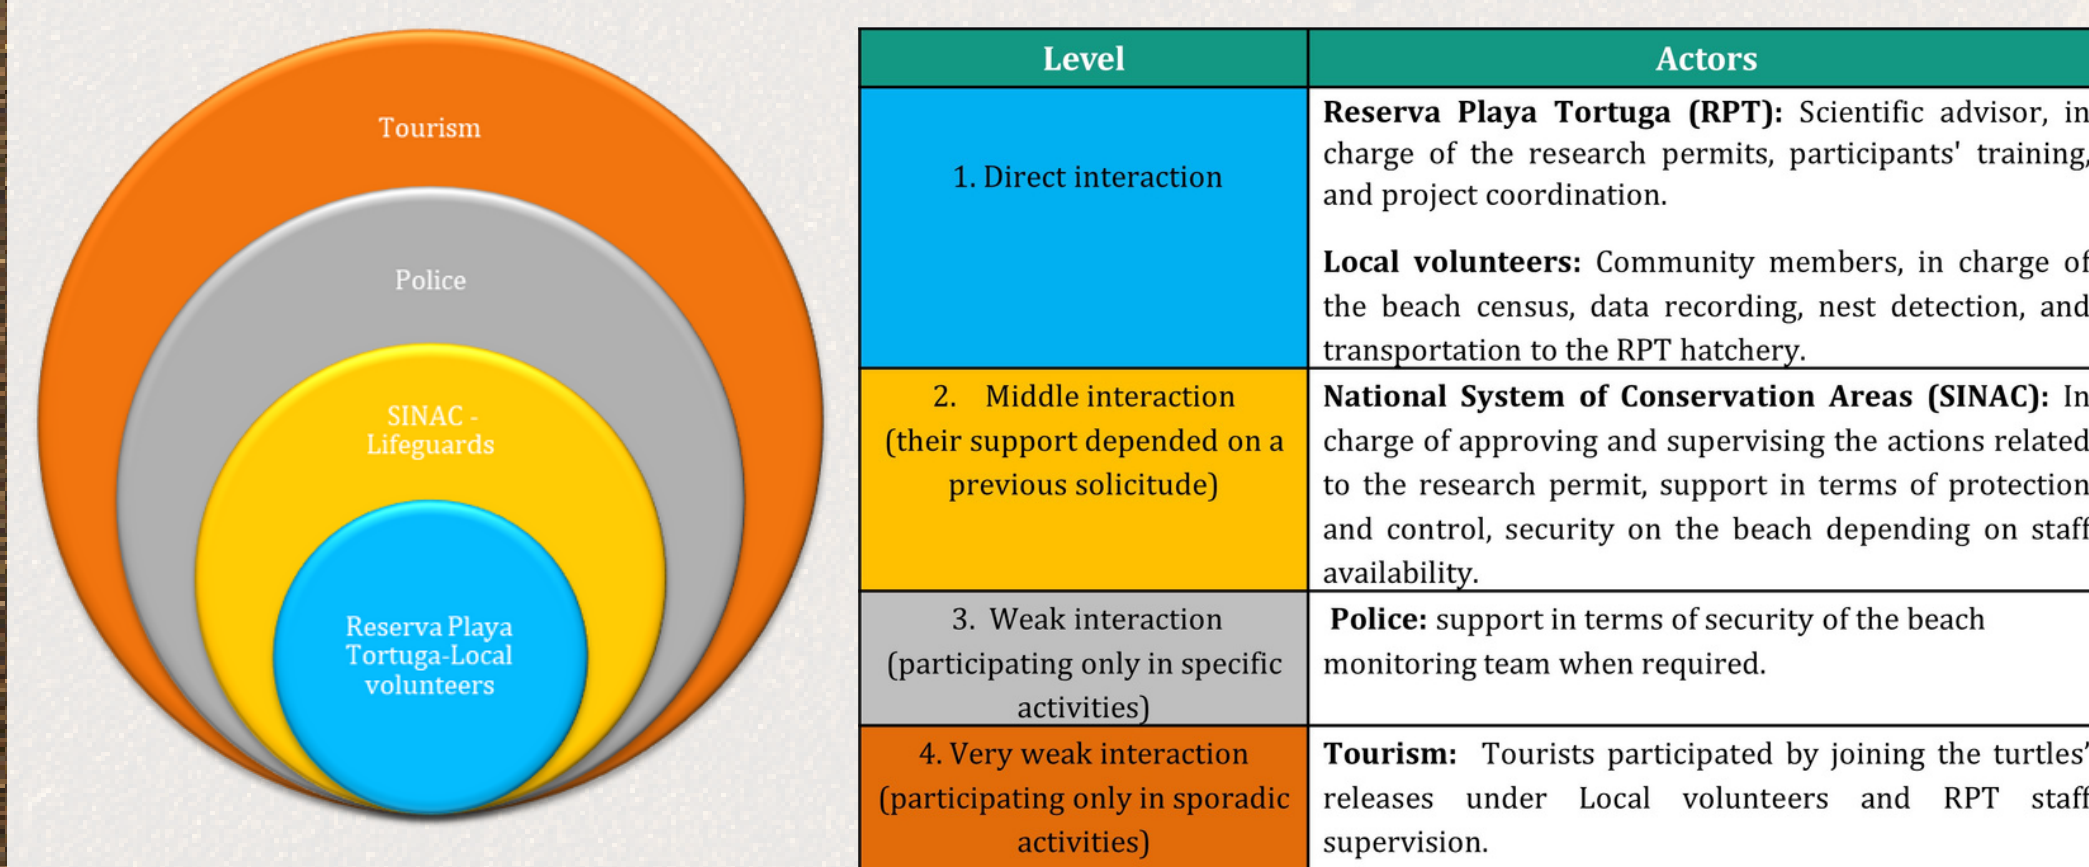 Tourism
Police
SINAC -
Lifeguards
Reserva Playa
Tortuga-Local
volunteers
Level
Actors
1. Direct interaction
Reserva Playa Tortuga (RPT): Scientific advisor, in
charge of the research permits, participants' training,
and project coordination.
Local volunteers: Community members, in charge of
the beach census, data recording, nest detection, and
transportation to the RPT hatchery.
2. Middle interaction
(their support depended on a
previous solicitude)
National System of Conservation Areas (SINAC): In
charge of approving and supervising the actions related
to the research permit, support in terms of protection
and control, security on the beach depending on staff
availability.
3. Weak interaction
(participating only in specific
activities)
Police: support in terms of security of the beach
monitoring team when required.
4. Very weak interaction
(participating only in sporadic
activities)
Tourism: Tourists participated by joining the turtles’
releases under Local volunteers and RPT staff
supervision.